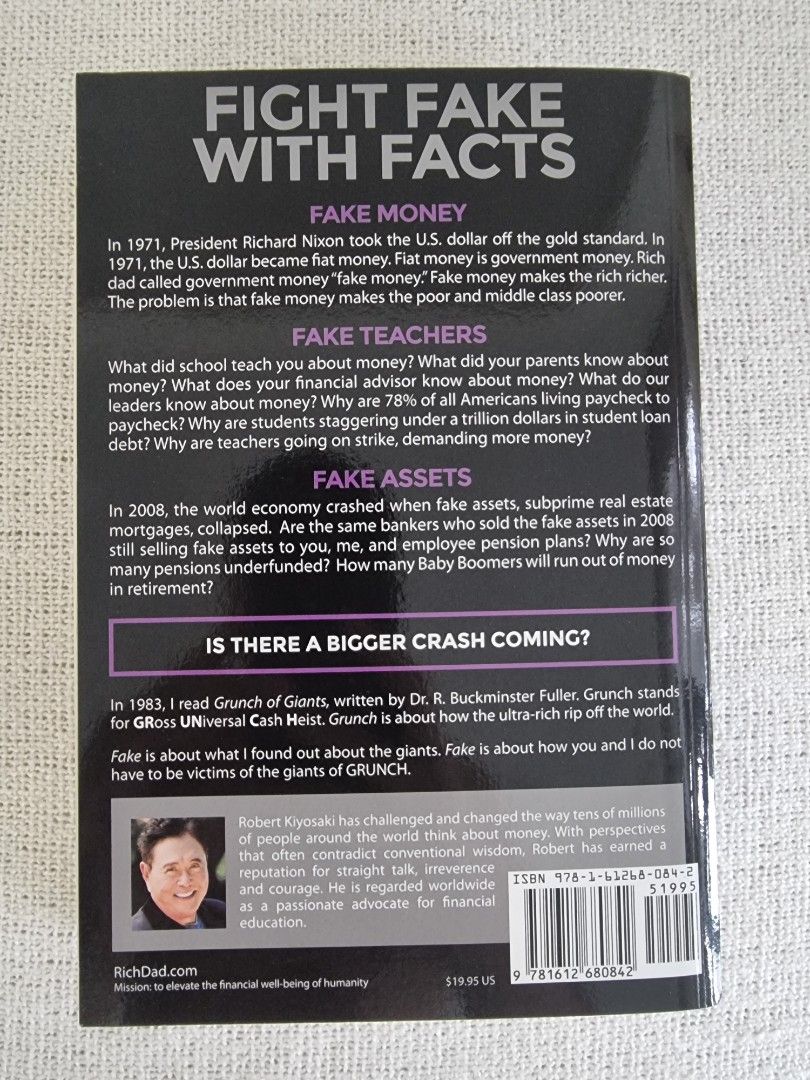 FIGHT FAKE
WITH FACTS
FAKE MONEY
In 1971, President Richard Nixon took the U.S. dollar off the gold standard. In
1971, the U.S. dollar became fiat money. Fiat money is government money. Rich
dad called government money “fake money.” Fake money makes the rich richer.
The problem is that fake money makes the poor and middle class poorer.
FAKE TEACHERS
What did school teach you about money? What did your parents know about
money? What does your financial advisor know about money? What do our
leaders know about money? Why are 78% of all Americans living paycheck to
paycheck? Why are students staggering under a trillion dollars in student loan
debt? Why are teachers going on strike, demanding more money?
FAKE ASSETS
In 2008, the world economy crashed when fake assets, subprime real estate
mortgages, collapsed. Are the same bankers who sold the fake assets in 2008
still selling fake assets to you, me, and employee pension plans? Why are so
many pensions underfunded? How many Baby Boomers will run out of money
in retirement?
IS THERE A BIGGER CRASH COMING?
In 1983, I read Grunch of Giants, written by Dr. R. Buckminster Fuller. Grunch stands
for GRoss UNiversal Cash Heist. Grunch is about how the ultra-rich rip off the world.
Fake is about what I found out about the giants. Fake is about how you and I do not
have to be victims of the giants of GRUNCH.
Robert Kiyosaki has challenged and changed the way tens of millions
of people around the world think about money. With perspectives
that often contradict conventional wisdom, Robert has earned a
reputation for straight talk, irreverence
and courage. He is regarded worldwide
as a passionate advocate for financial
education.
ISBN 978-1-61268-084-2
51995
9 781612 680842
RichDad.com
Mission: to elevate the financial well-being of humanity
$19.95 US